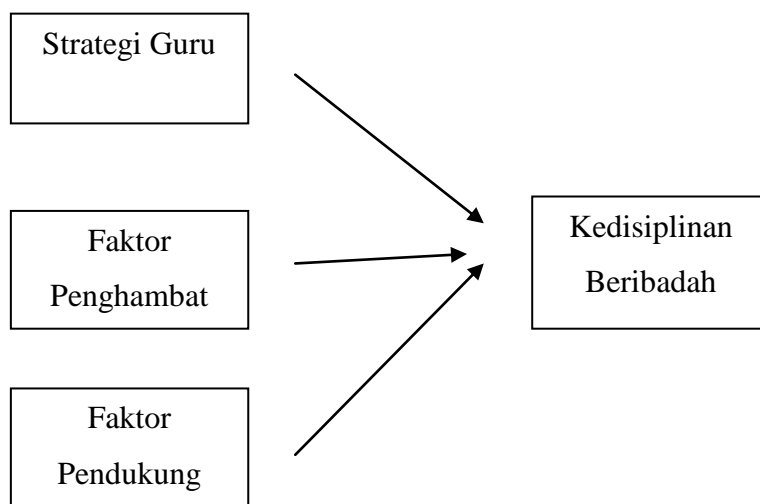 Strategi Guru
Faktor
Penghambat
Kedisiplinan
Beribadah
Faktor
Pendukung